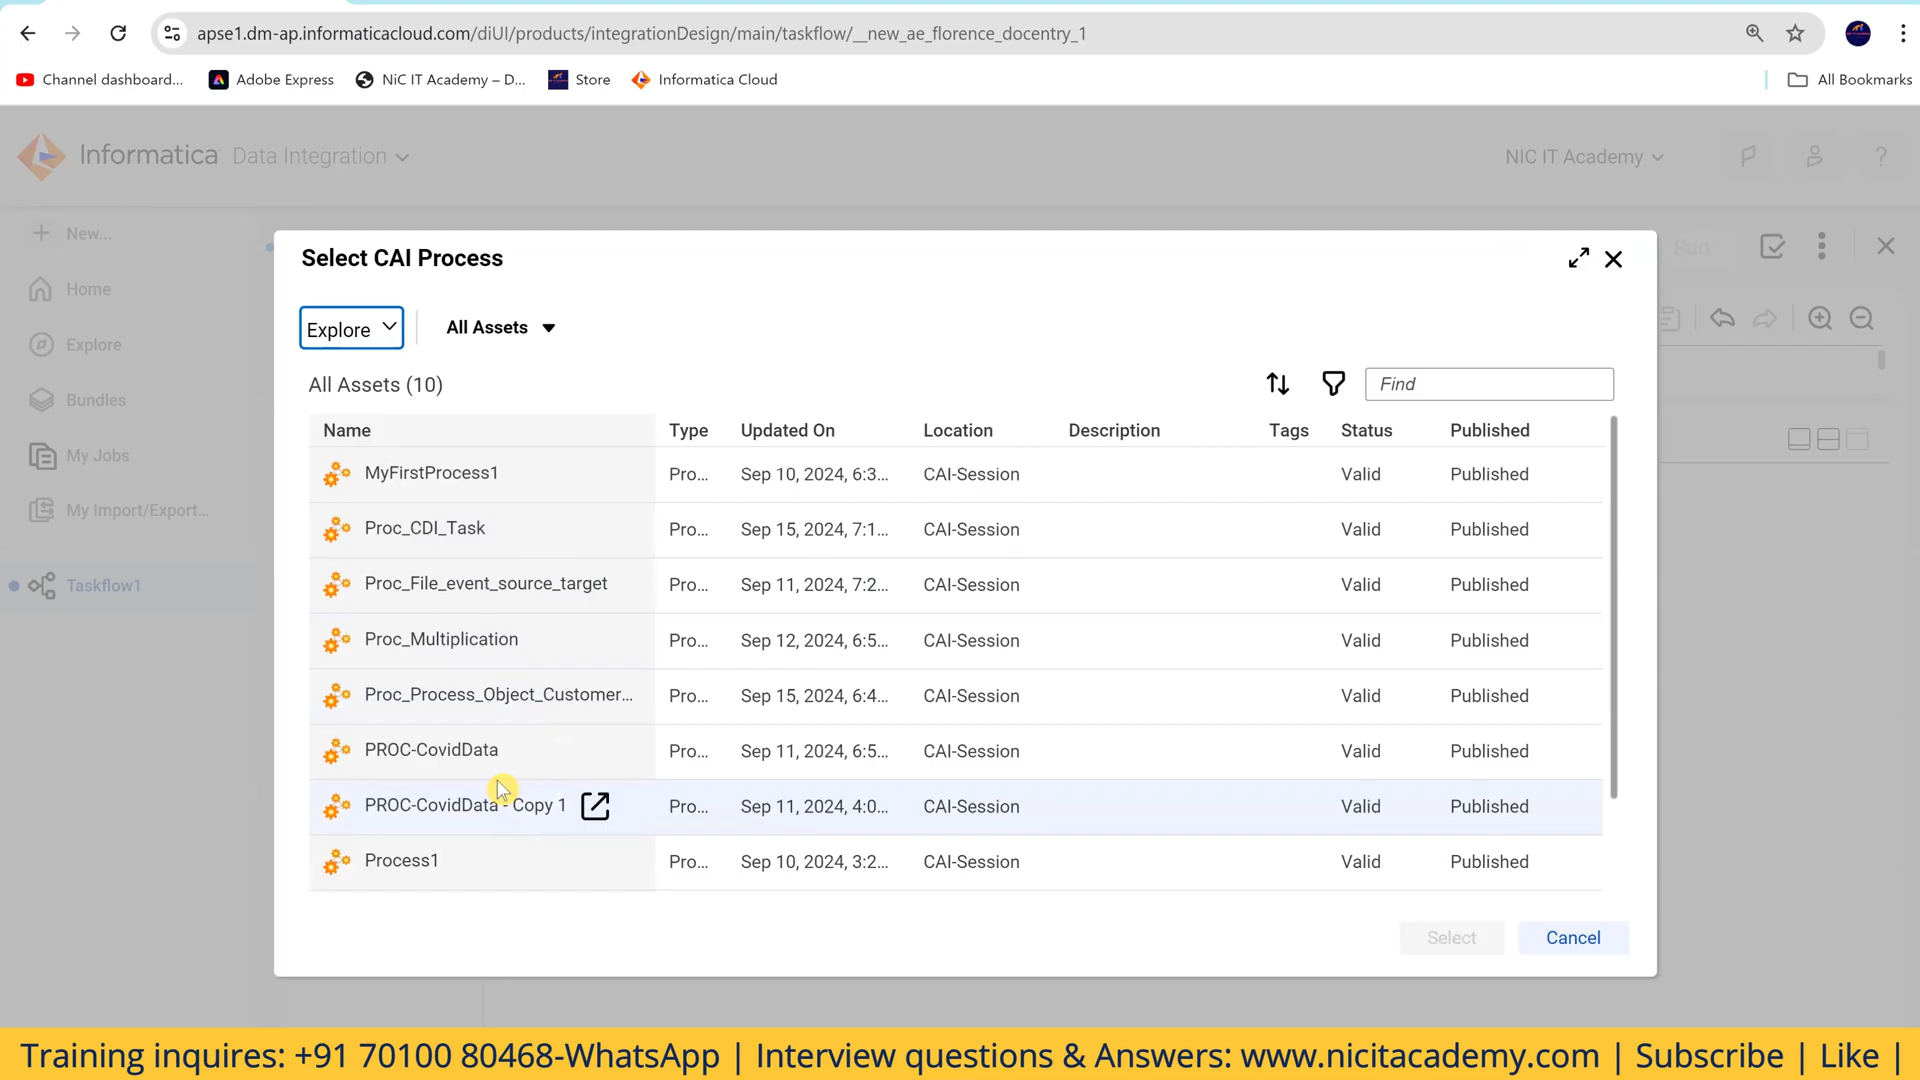 apse1.dm-ap.informaticacloud.com/diUI/products/integrationDesign/main/taskflow/__new_ae_florence_docentry_1
Channel dashboard... Adobe Express NiC IT Academy – D... Store Informatica Cloud All Bookmarks
Informatica Data Integration NIC IT Academy ?
New...
Home
Explore
Bundles
My Jobs
My Import/Export...
Taskflow1
Run
Select CAI Process
Explore All Assets
All Assets (10) Find
Name Type Updated On Location Description Tags Status Published
MyFirstProcess1 Pro... Sep 10, 2024, 6:3... CAI-Session Valid Published
Proc_CDI_Task Pro... Sep 15, 2024, 7:1... CAI-Session Valid Published
Proc_File_event_source_target Pro... Sep 11, 2024, 7:2... CAI-Session Valid Published
Proc_Multiplication Pro... Sep 12, 2024, 6:5... CAI-Session Valid Published
Proc_Process_Object_Customer... Pro... Sep 15, 2024, 6:4... CAI-Session Valid Published
PROC-CovidData Pro... Sep 11, 2024, 6:5... CAI-Session Valid Published
PROC-CovidData - Copy 1 Pro... Sep 11, 2024, 4:0... CAI-Session Valid Published
Process1 Pro... Sep 10, 2024, 3:2... CAI-Session Valid Published
Select Cancel
Training inquires: +91 70100 80468-WhatsApp | Interview questions & Answers: www.nicitacademy.com | Subscribe | Like |